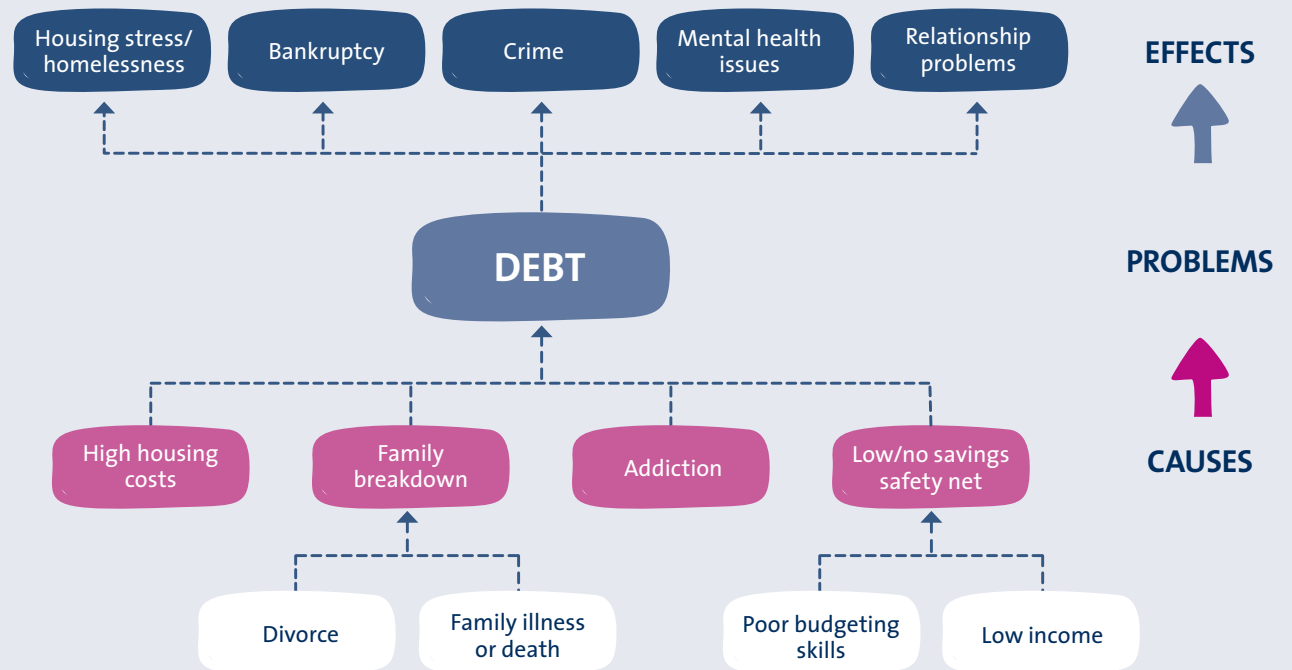 Housing stress/
homelessness
Bankruptcy
Crime
Mental health
issues
Relationship
problems
EFFECTS
DEBT
PROBLEMS
High housing
costs
Family
breakdown
Addiction
Low/no savings
safety net
CAUSES
Divorce
Family illness
or death
Poor budgeting
skills
Low income